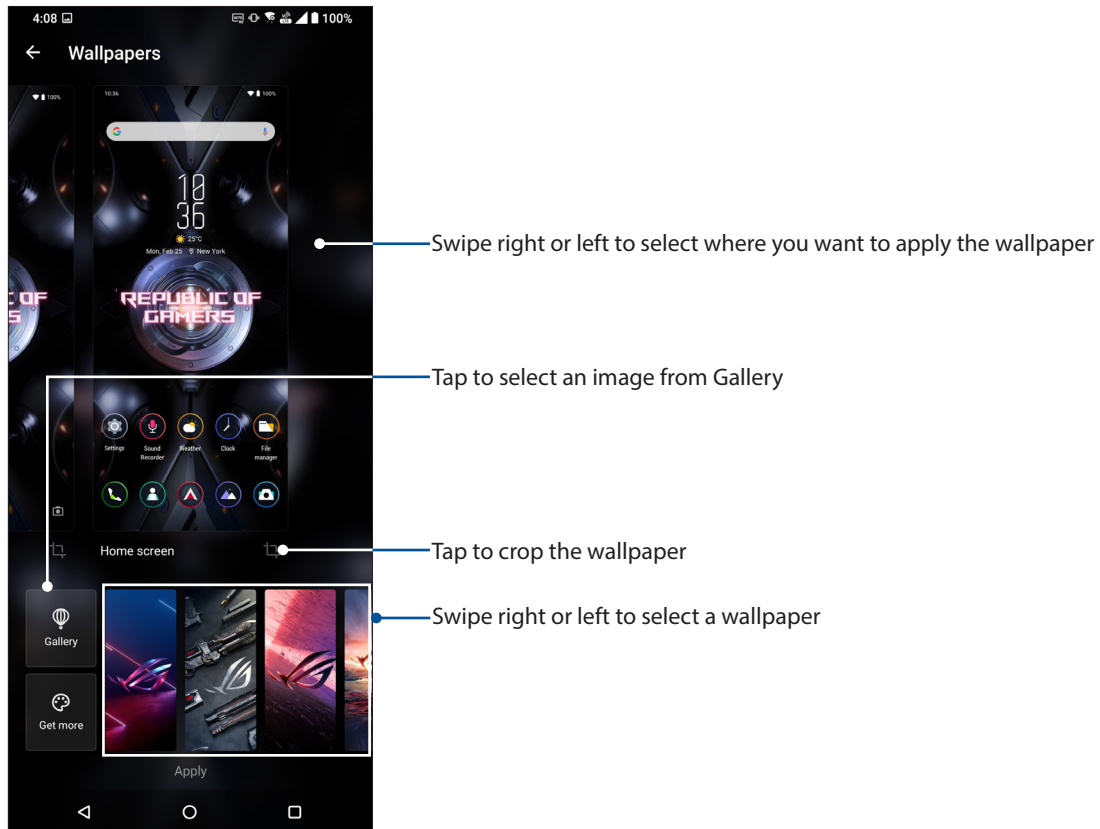 4:08 100%
Wallpapers
100%
10:36 100%
10
36
25°C
Mon, Feb 25 New York
Swipe right or left to select where you want to apply the wallpaper
C OF
S
REPUBLIC OF
GAMERS
Tap to select an image from Gallery
Settings Sound Recorder Weather Clock File manager
Home screen
Tap to crop the wallpaper
Swipe right or left to select a wallpaper
Gallery
Get more
Apply